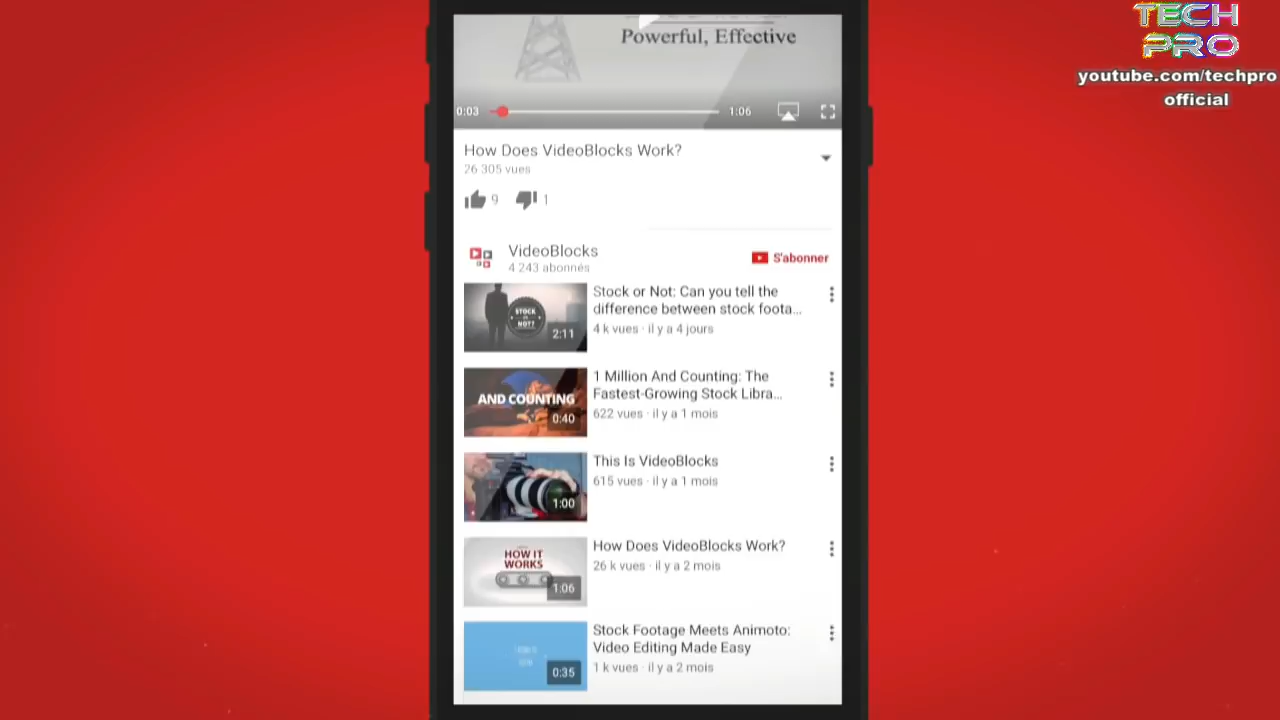 TECH
PRO
youtube.com/techpro
official
Powerful, Effective
0:03
1:06
How Does VideoBlocks Work?
26 305 vues
9
1
VideoBlocks
4 243 abonnés
S'abonner
STOCK
OR
NOT?
2:11
Stock or Not: Can you tell the
difference between stock foota...
4 k vues · il y a 4 jours
AND COUNTING
0:40
1 Million And Counting: The
Fastest-Growing Stock Libra...
622 vues · il y a 1 mois
1:00
This Is VideoBlocks
615 vues · il y a 1 mois
HOW IT
WORKS
1:06
How Does VideoBlocks Work?
26 k vues · il y a 2 mois
0:35
Stock Footage Meets Animoto:
Video Editing Made Easy
1 k vues · il y a 2 mois